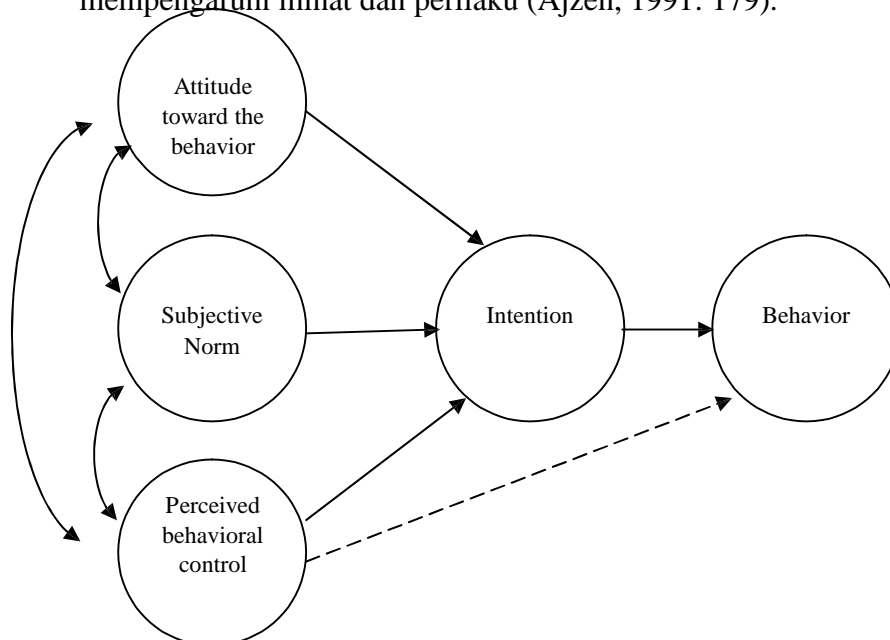 mempengaruhi minat dan perilaku (Ajzen, 1991: 179).
Attitude
toward the
behavior
Subjective
Norm
Intention
Behavior
Perceived
behavioral
control